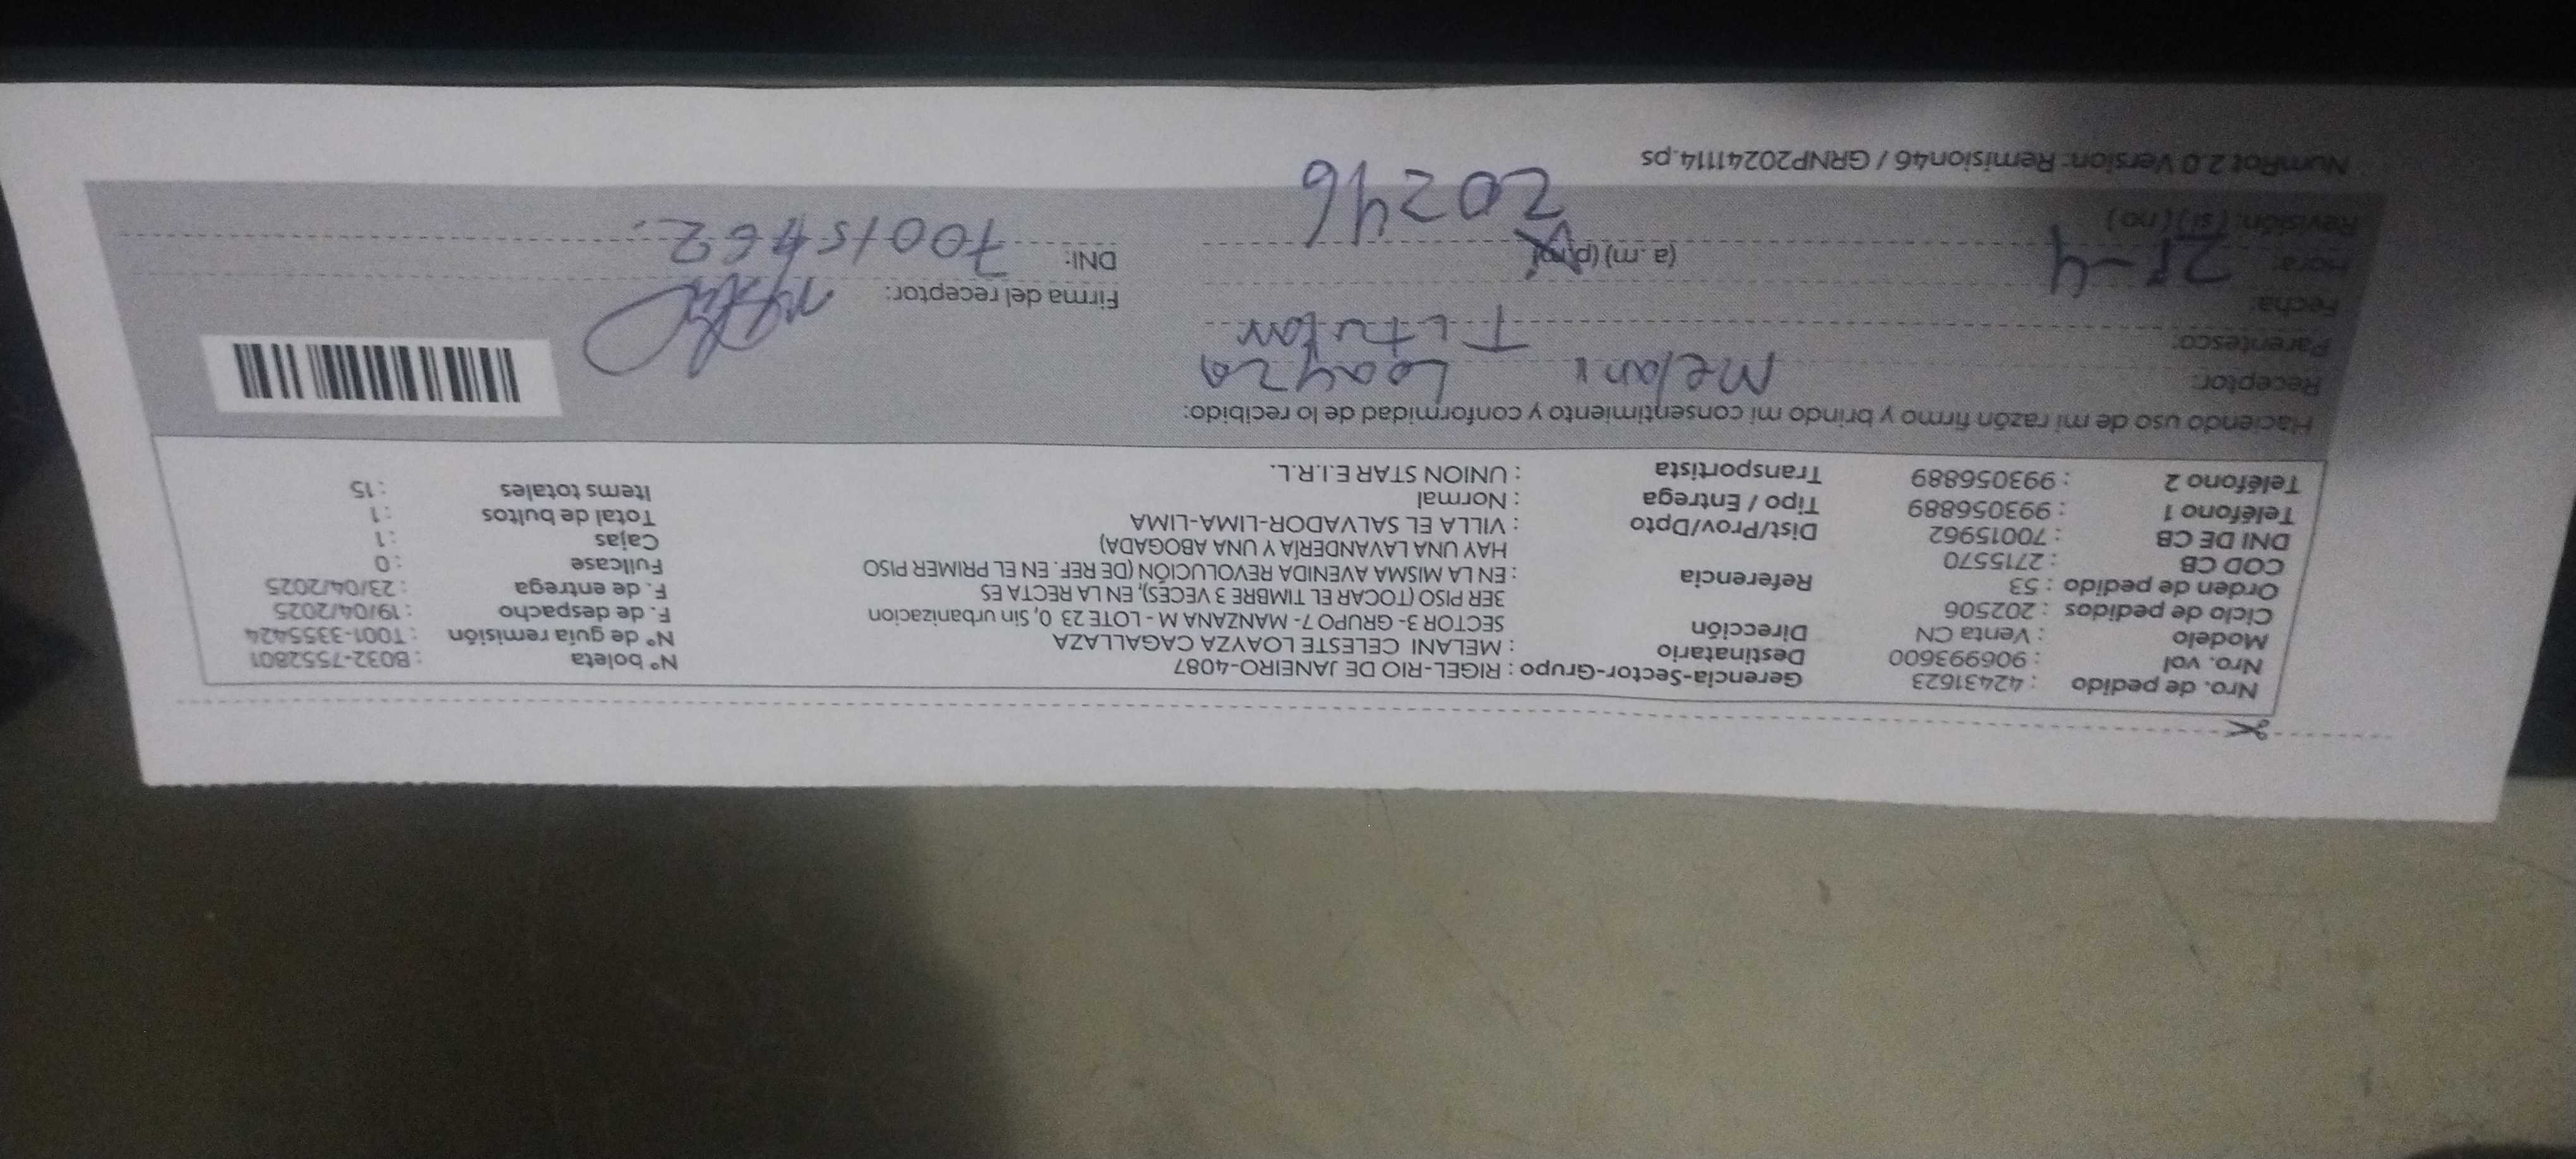 Nro. de pedido : 42431623 Gerencia-Sector-Grupo : RIGEL-RIO DE JANEIRO-4087 Nº boleta : B032-7552801
Nro. vol : 906993600 Destinatario : MELANI CELESTE LOAYZA CAGALLAZA Nº de guía remisión : T001-3355424
Modelo : Venta CN Dirección SECTOR 3- GRUPO 7- MANZANA M - LOTE 23 0, Sin urbanizacion F. de despacho : 19/04/2025
Ciclo de pedidos : 202506 3ER PISO (TOCAR EL TIMBRE 3 VECES), EN LA RECTA ES F. de entrega : 23/04/2025
Orden de pedido : 53 Referencia : EN LA MISMA AVENIDA REVOLUCIÓN (DE REF. EN EL PRIMER PISO Fullcase : 0
COD CB : 2715570 HAY UNA LAVANDERÍA Y UNA ABOGADA) Cajas : 1
DNI DE CB : 70015962 Dist/Prov/Dpto : VILLA EL SALVADOR-LIMA-LIMA Total de bultos : 1
Teléfono 1 : 993056889 Tipo / Entrega : Normal Items totales : 15
Teléfono 2 : 993056889 Transportista : UNION STAR E.I.R.L.
Haciendo uso de mi razón firmo y brindo mi consentimiento y conformidad de lo recibido:
Receptor: Melani Loayza
Parentesco: Titular
Fecha: Firma del receptor:
Hora: (a.m) (p.m) DNI:
Revisión. (si) (no) 20246
NumRot 2.0 Version: Remision46 / GRNP20241114.ps